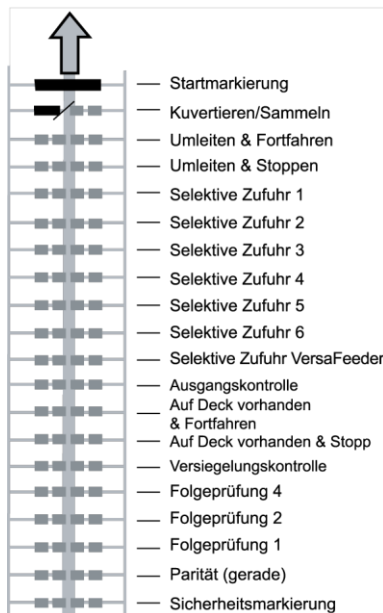 Startmarkierung
Kuvertieren/Sammeln
Umleiten & Fortfahren
Umleiten & Stoppen
Selektive Zufuhr 1
Selektive Zufuhr 2
Selektive Zufuhr 3
Selektive Zufuhr 4
Selektive Zufuhr 5
Selektive Zufuhr 6
Selektive Zufuhr VersaFeeder
Ausgangskontrolle
Auf Deck vorhanden
& Fortfahren
Auf Deck vorhanden & Stopp
Versiegelungskontrolle
Folgeprüfung 4
Folgeprüfung 2
Folgeprüfung 1
Parität (gerade)
Sicherheitsmarkierung